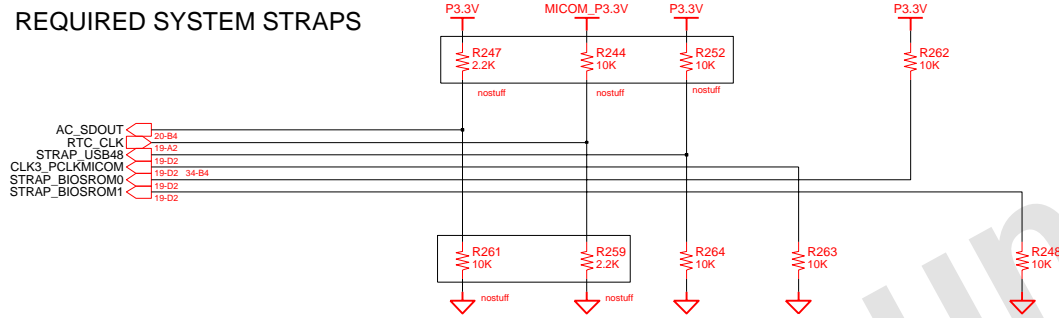 REQUIRED SYSTEM STRAPS
P3.3V MICOM_P3.3V P3.3V P3.3V
R247 R244 R252 R262
2.2K 10K 10K 10K
nostuff nostuff nostuff
AC_SDOUT 20-B4
RTC_CLK 19-A2
STRAP_USB48 19-D2
CLK3_PCLKMICOM 19-D2 34-B4
STRAP_BIOSROM0 19-D2
STRAP_BIOSROM1 19-D2
R261 R259 R264 R263 R248
10K 2.2K 10K 10K 10K
nostuff nostuff